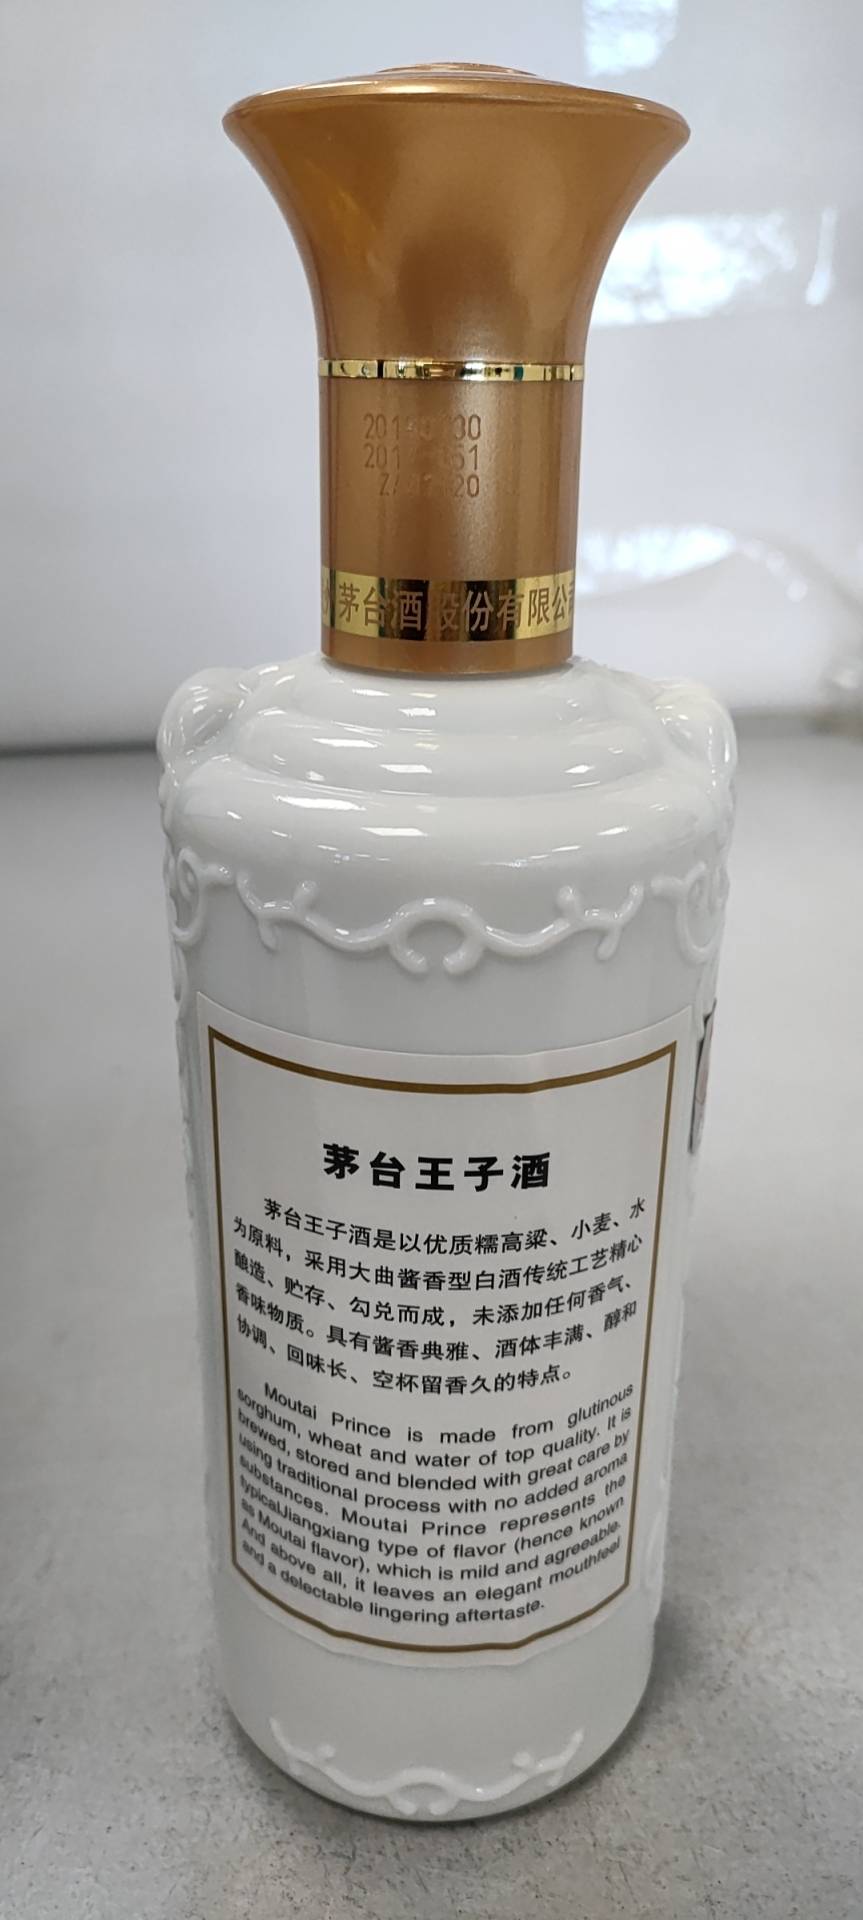 茅台酒股份有限公司
茅台王子酒
茅台王子酒是以优质糯高粱、小麦、水
为原料，采用大曲酱香型白酒传统工艺精心
酿造、贮存、勾兑而成，未添加任何香气、
香味物质。具有酱香典雅、酒体丰满、醇和
协调、回味长、空杯留香久的特点。
Moutai Prince is made from glutinous
sorghum, wheat and water of top quality. It is
brewed, stored and blended with great care by
using traditional process with no added aroma
substances. Moutai Prince represents the
typicalJiangxiang type of flavor (hence known
as Moutai flavor), which is mild and agreeable.
And above all, it leaves an elegant mouthfeel
and a delectable lingering aftertaste.